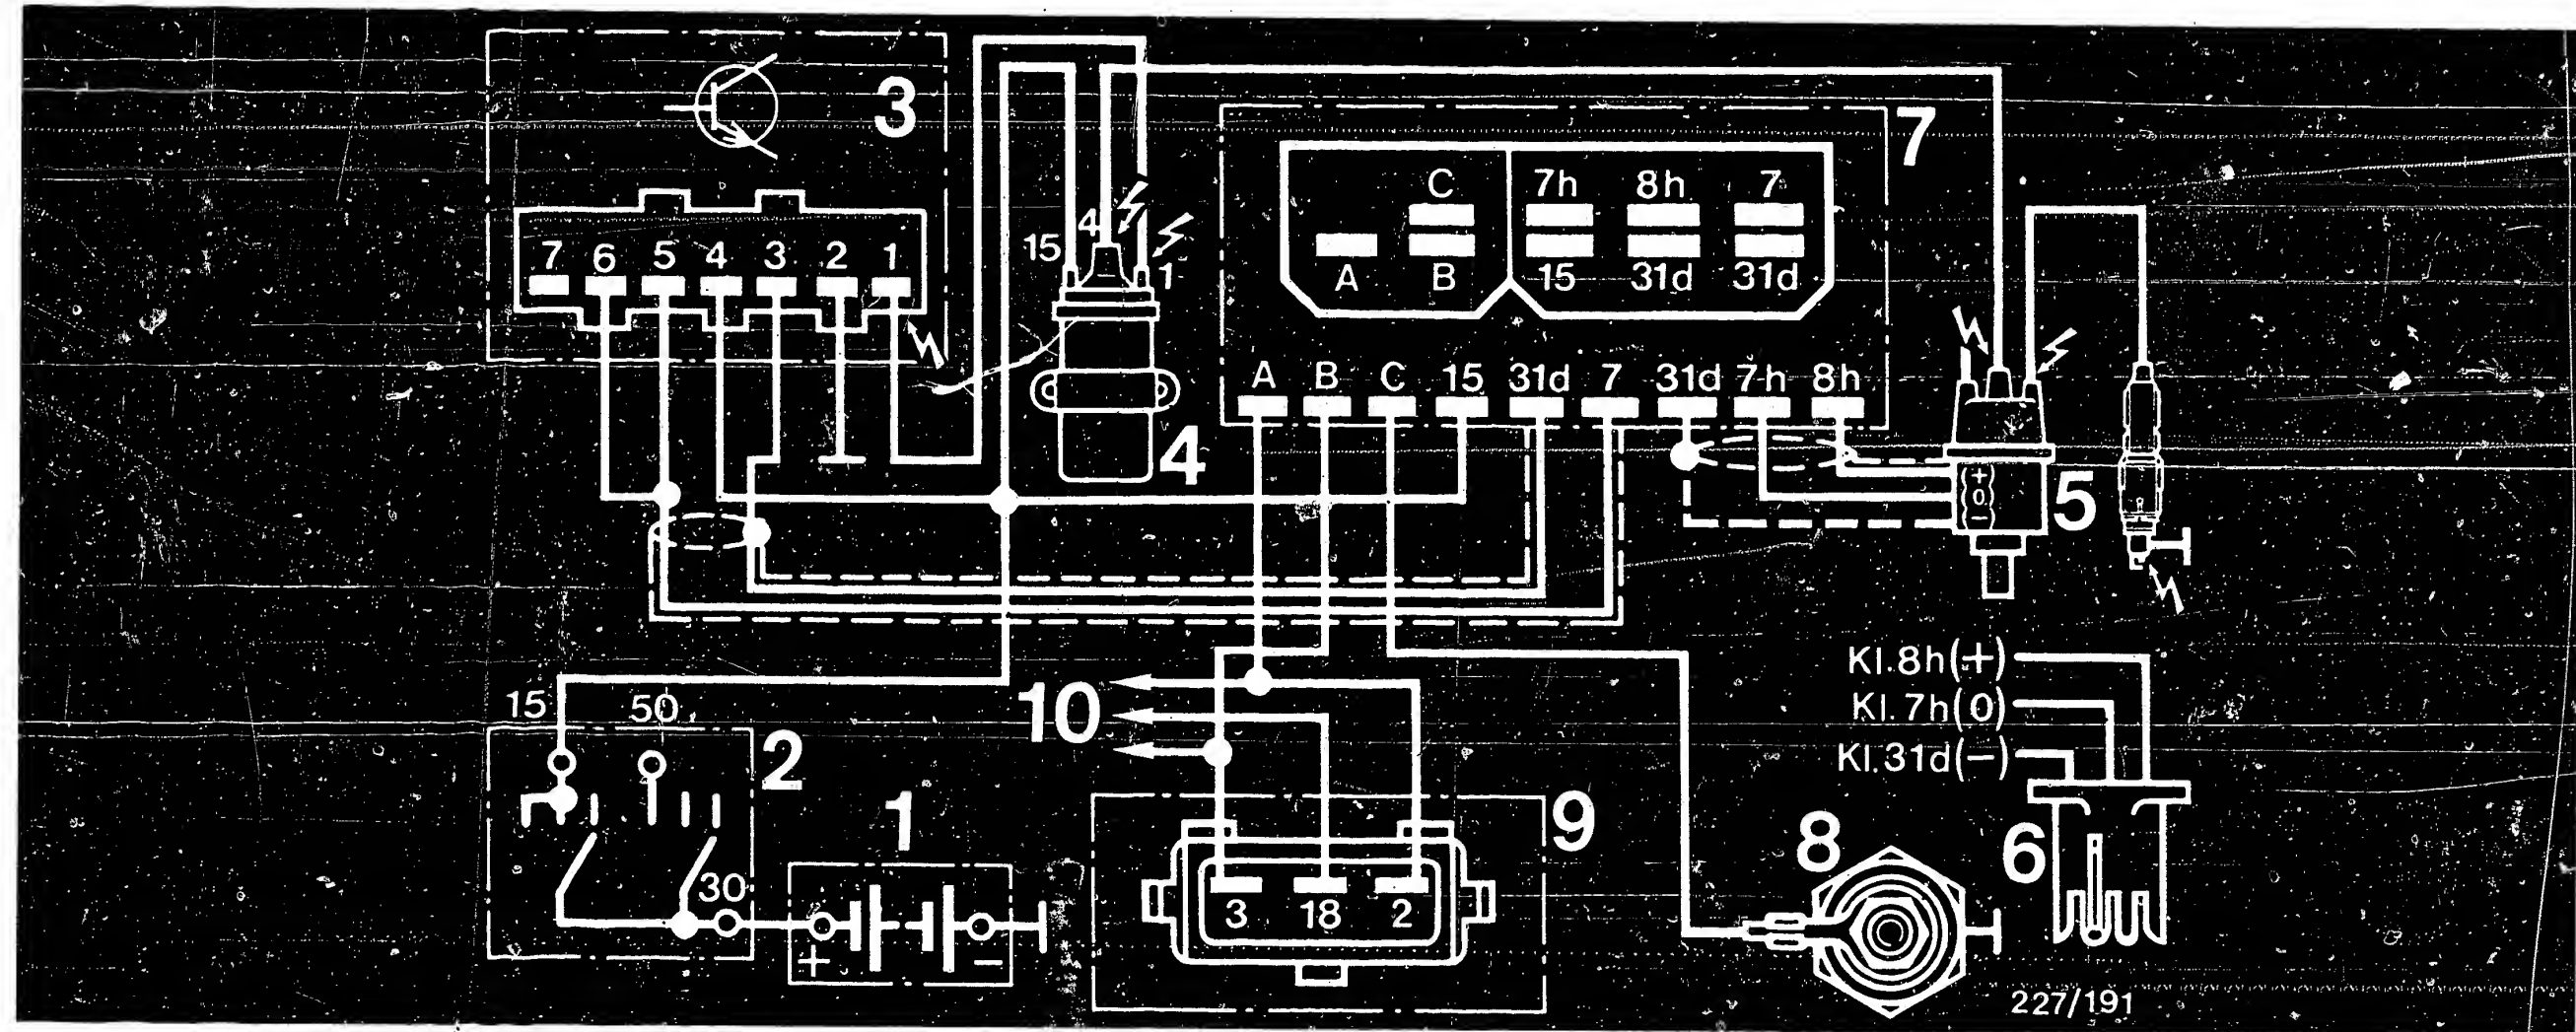 3
7 6 5 4 3 2 1
15 4 1
4
7
C 7h 8h 7
A B 15 31d 31d
A B C 15 31d 7 31d 7h 8h
(+)
(0)
(-)
5
15 50
2
30
1
+ -
10
9
3 18 2
8
Kl.8h(+)
Kl.7h(0)
Kl.31d(-)
6
227/191